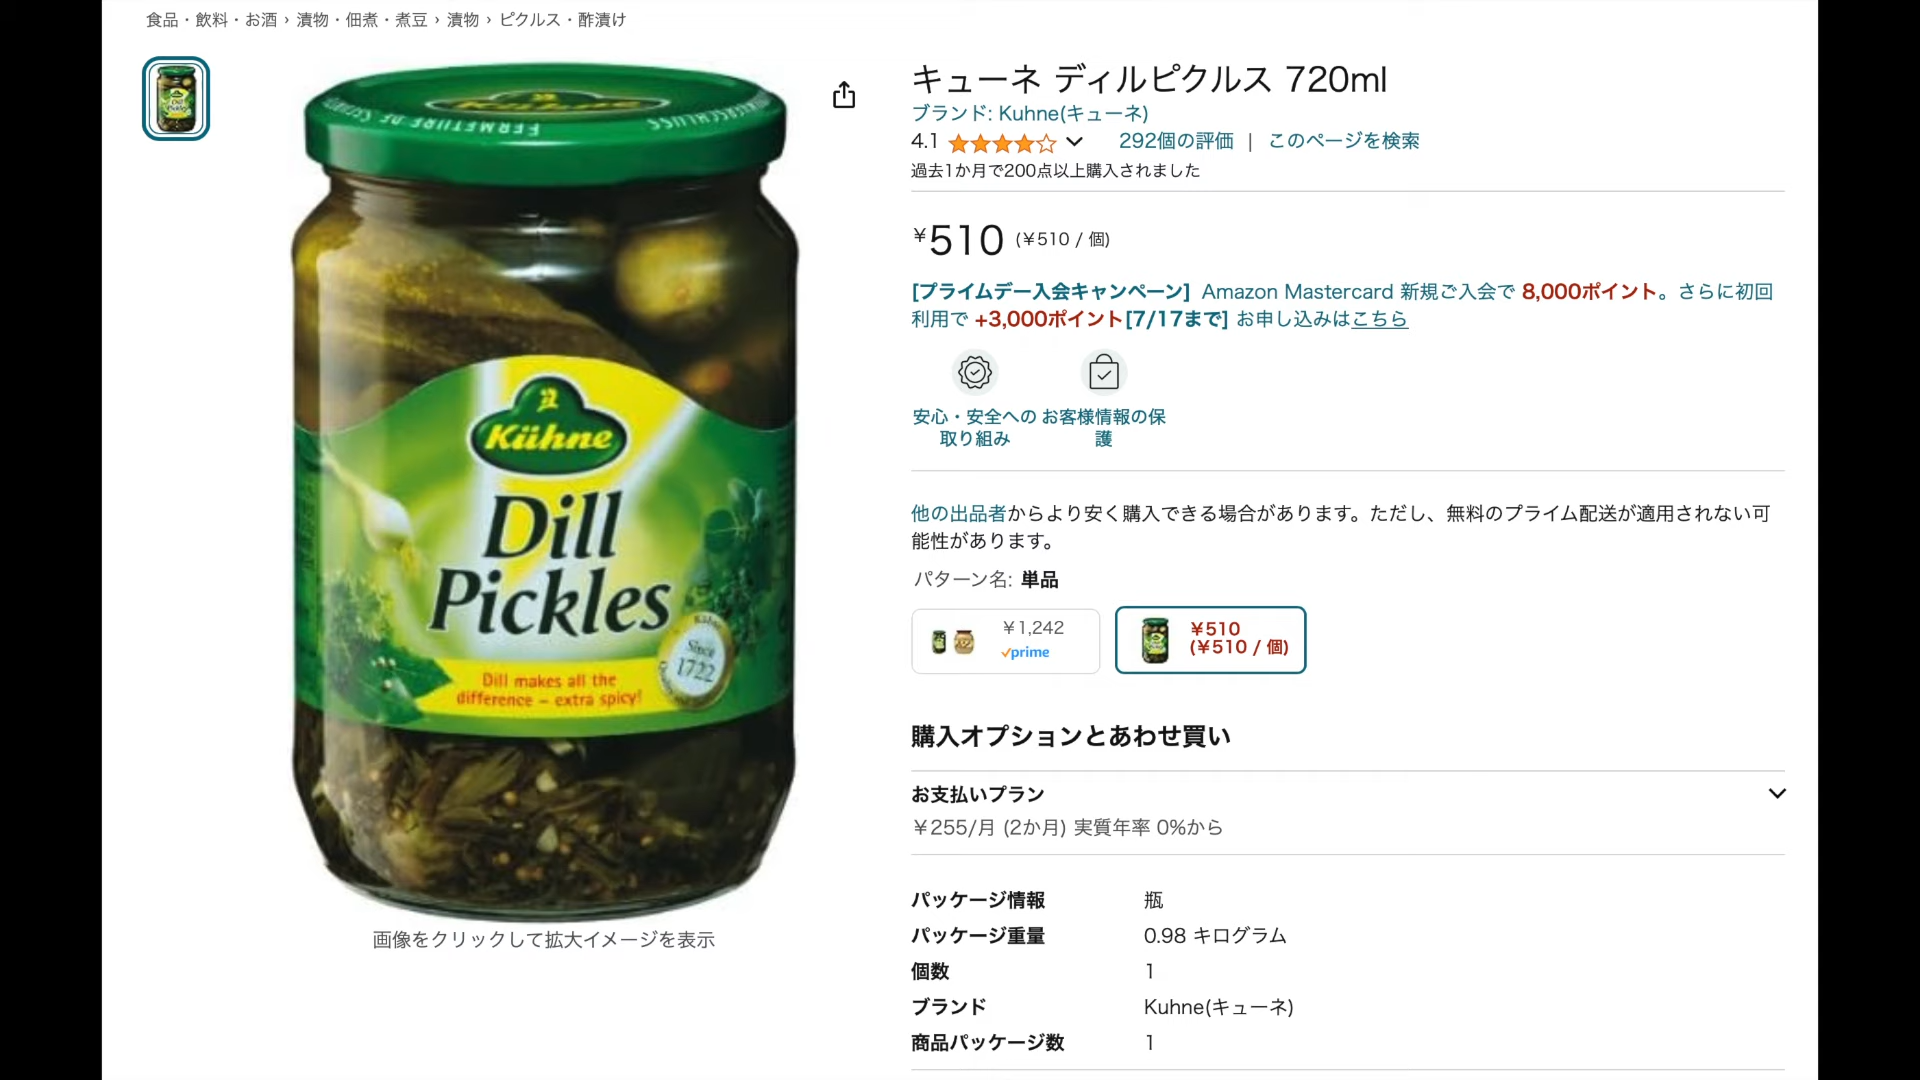 食品・飲料・お酒 › 漬物・佃煮・煮豆 › 漬物 › ピクルス・酢漬け
キューネ ディルピクルス 720ml
ブランド: Kuhne(キューネ)
4.1 292個の評価 | このページを検索
過去1か月で200点以上購入されました
¥510 (¥510 / 個)
[プライムデー入会キャンペーン] Amazon Mastercard 新規ご入会で 8,000ポイント。さらに初回
利用で +3,000ポイント[7/17まで] お申し込みはこちら
安心・安全への
取り組み
お客様情報の保
護
他の出品者からより安く購入できる場合があります。ただし、無料のプライム配送が適用されない可
能性があります。
パターン名: 単品
¥1,242
prime
¥510
(¥510 / 個)
購入オプションとあわせ買い
お支払いプラン
¥255/月 (2か月) 実質年率 0%から
パッケージ情報 瓶
パッケージ重量 0.98 キログラム
個数 1
ブランド Kuhne(キューネ)
商品パッケージ数 1
Kühne
FERMETURE DE
Kühne
Dill
Pickles
Since
1722
Dill makes all the
difference – extra spicy!
画像をクリックして拡大イメージを表示